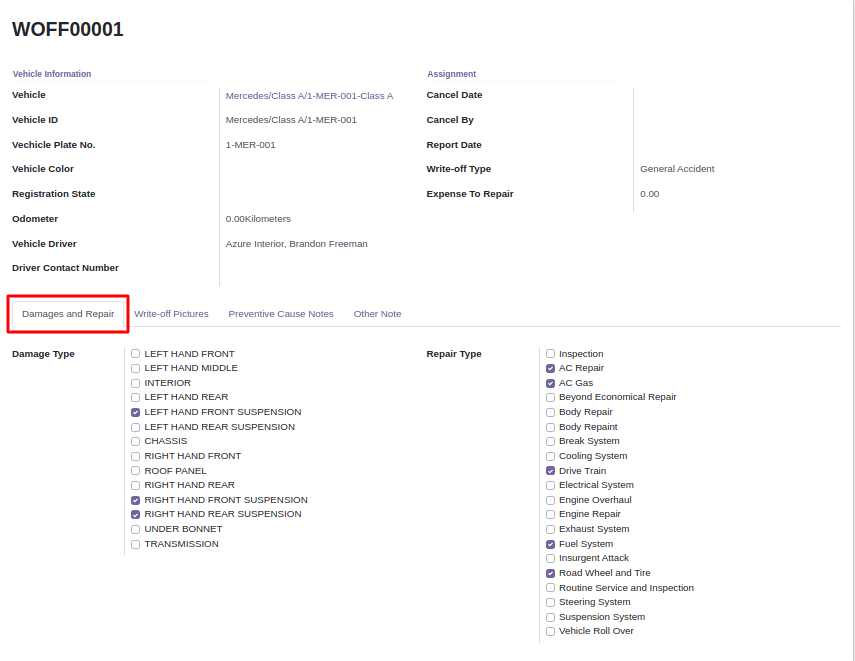 WOFF00001
Vehicle Information
Vehicle Mercedes/Class A/1-MER-001-Class A
Vehicle ID Mercedes/Class A/1-MER-001
Vechicle Plate No. 1-MER-001
Vehicle Color
Registration State
Odometer 0.00Kilometers
Vehicle Driver Azure Interior, Brandon Freeman
Driver Contact Number
Assignment
Cancel Date
Cancel By
Report Date
Write-off Type General Accident
Expense To Repair 0.00
Damages and Repair Write-off Pictures Preventive Cause Notes Other Note
Damage Type
LEFT HAND FRONT
LEFT HAND MIDDLE
INTERIOR
LEFT HAND REAR
LEFT HAND FRONT SUSPENSION
LEFT HAND REAR SUSPENSION
CHASSIS
RIGHT HAND FRONT
ROOF PANEL
RIGHT HAND REAR
RIGHT HAND FRONT SUSPENSION
RIGHT HAND REAR SUSPENSION
UNDER BONNET
TRANSMISSION
Repair Type
Inspection
AC Repair
AC Gas
Beyond Economical Repair
Body Repair
Body Repaint
Break System
Cooling System
Drive Train
Electrical System
Engine Overhaul
Engine Repair
Exhaust System
Fuel System
Insurgent Attack
Road Wheel and Tire
Routine Service and Inspection
Steering System
Suspension System
Vehicle Roll Over